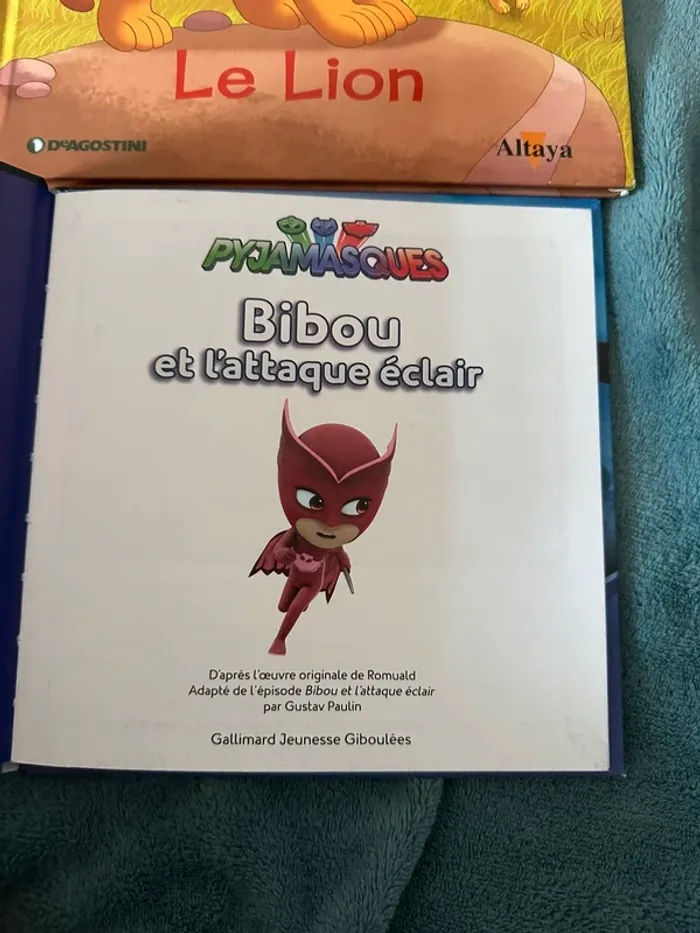 Le Lion
DeAGOSTINI
Altaya
PYJAMASQUES
Bibou
et l'attaque éclair
D'après l'œuvre originale de Romuald
Adapté de l'épisode Bibou et l'attaque éclair
par Gustav Paulin
Gallimard Jeunesse Giboulées